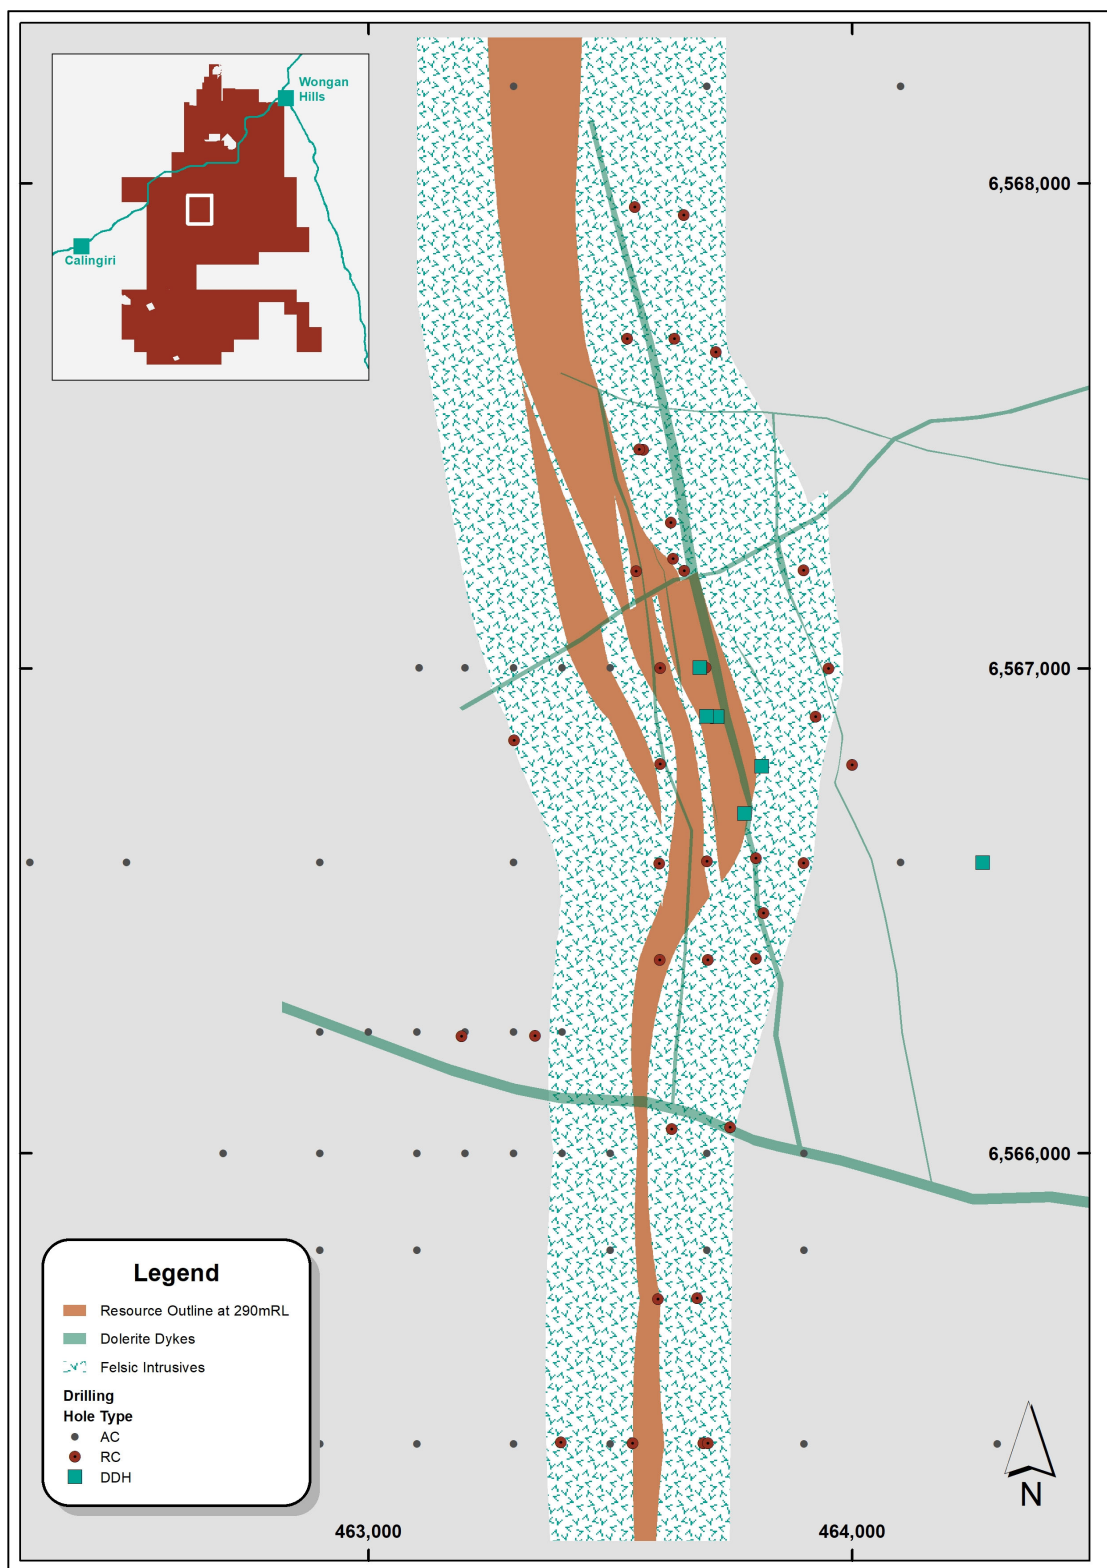 Wongan
Hills
Calingiri
6,568,000
6,567,000
6,566,000
Legend
Resource Outline at 290mRL
Dolerite Dykes
Felsic Intrusives
Drilling
Hole Type
AC
RC
DDH
N
463,000
464,000